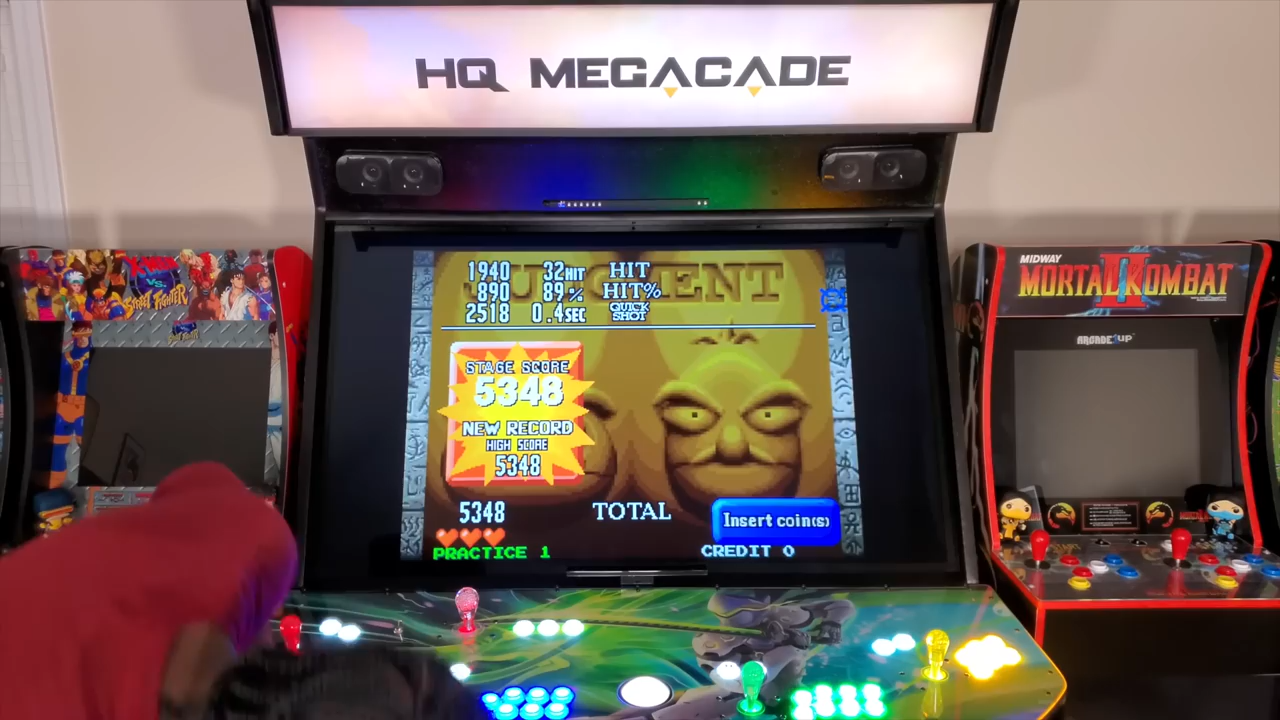 HQ MEGACADE
X-MEN
VS.
STREET FIGHTER
MIDWAY
MORTAL KOMBAT
II
ARCADE1UP
JUDGMENT
1940 32HIT HIT
890 89% HIT%
2518 0.4SEC QUICK SHOT
STAGE SCORE
5348
NEW RECORD
HIGH SCORE
5348
5348 TOTAL
Insert coin(s)
PRACTICE 1
CREDIT 0